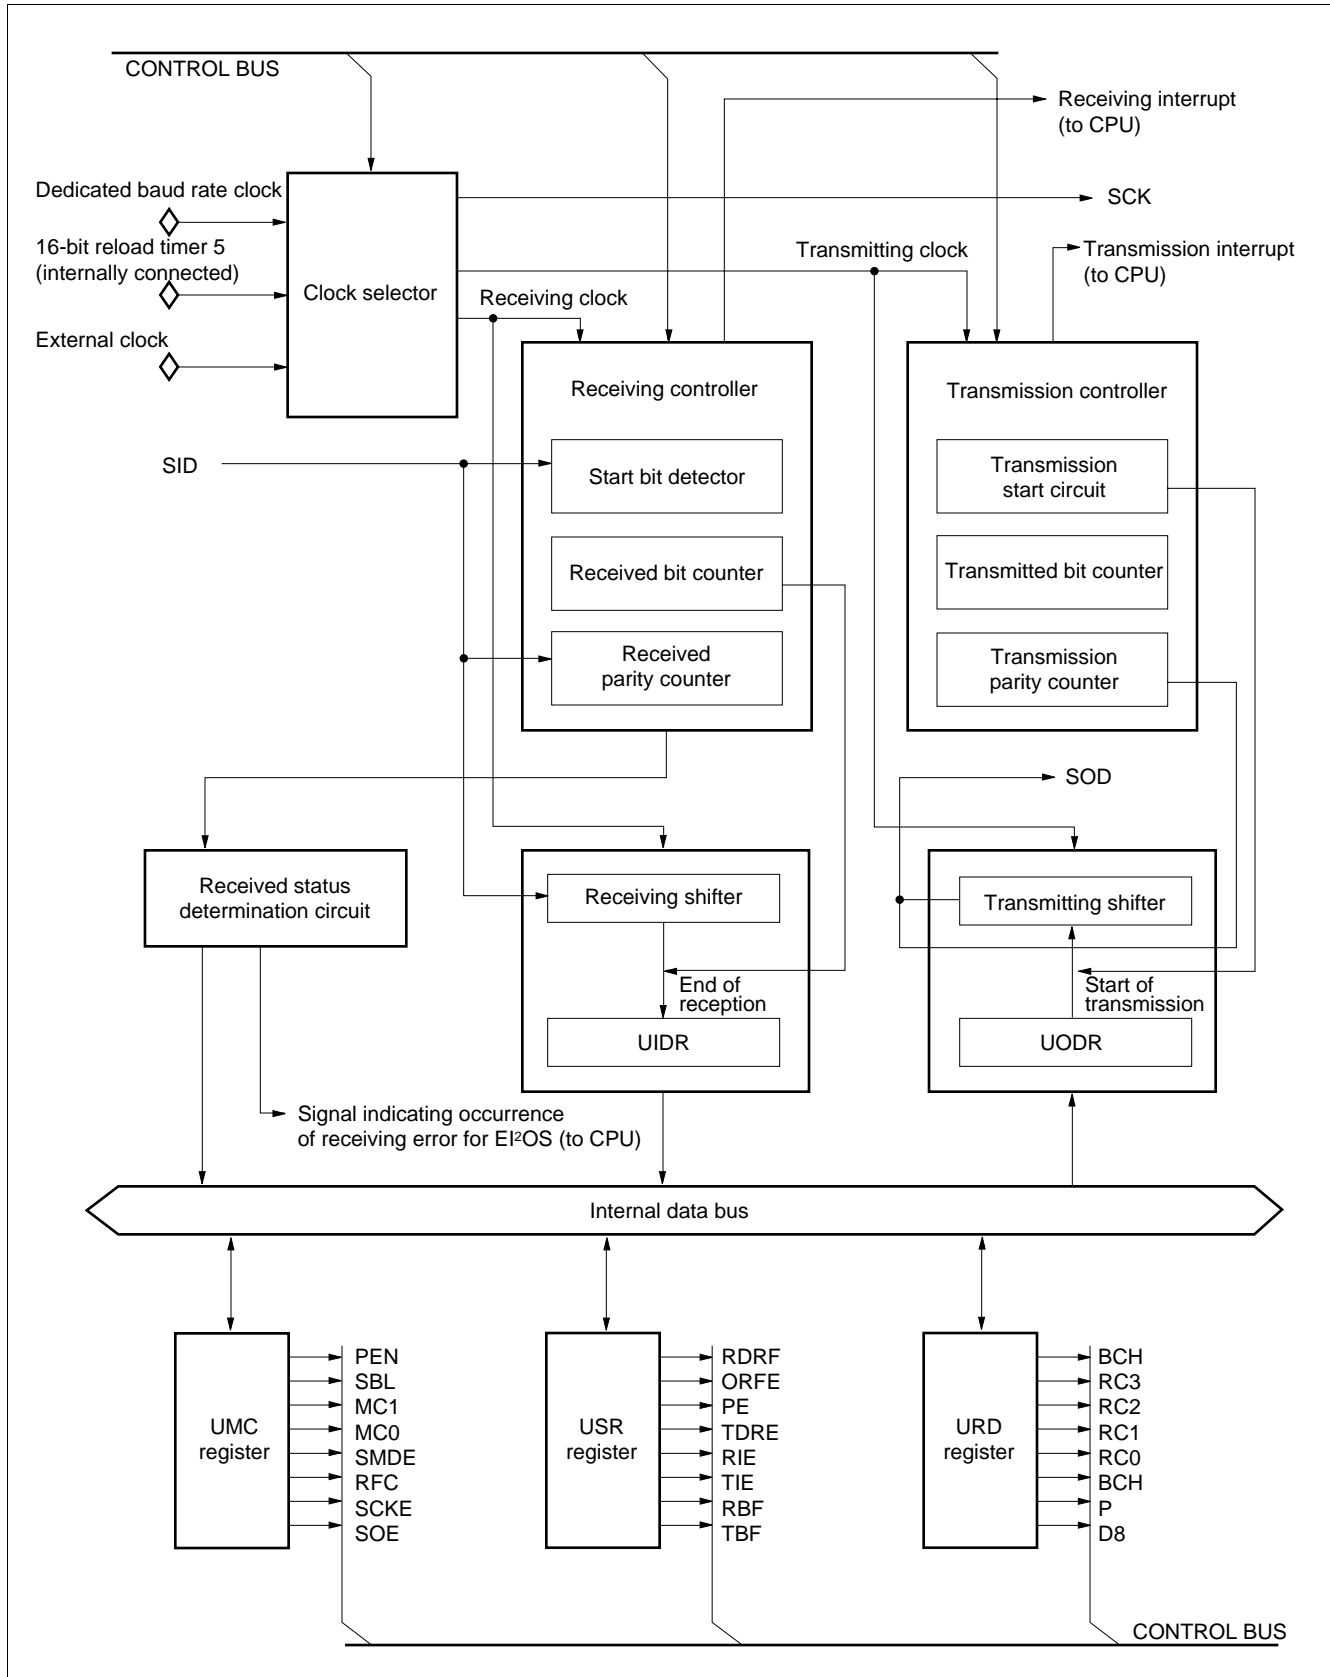 CONTROL BUS
Receiving interrupt
(to CPU)
Dedicated baud rate clock
SCK
16-bit reload timer 5
(internally connected)
Transmitting clock
Transmission interrupt
(to CPU)
Clock selector
Receiving clock
External clock
Receiving controller
Transmission controller
SID
Start bit detector
Transmission
start circuit
Received bit counter
Transmitted bit counter
Received
parity counter
Transmission
parity counter
SOD
Received status
determination circuit
Receiving shifter
Transmitting shifter
End of
reception
Start of
transmission
UIDR
UODR
Signal indicating occurrence
of receiving error for EI²OS (to CPU)
Internal data bus
UMC
register
PEN
SBL
MC1
MC0
SMDE
RFC
SCKE
SOE
USR
register
RDRF
ORFE
PE
TDRE
RIE
TIE
RBF
TBF
URD
register
BCH
RC3
RC2
RC1
RC0
BCH
P
D8
CONTROL BUS